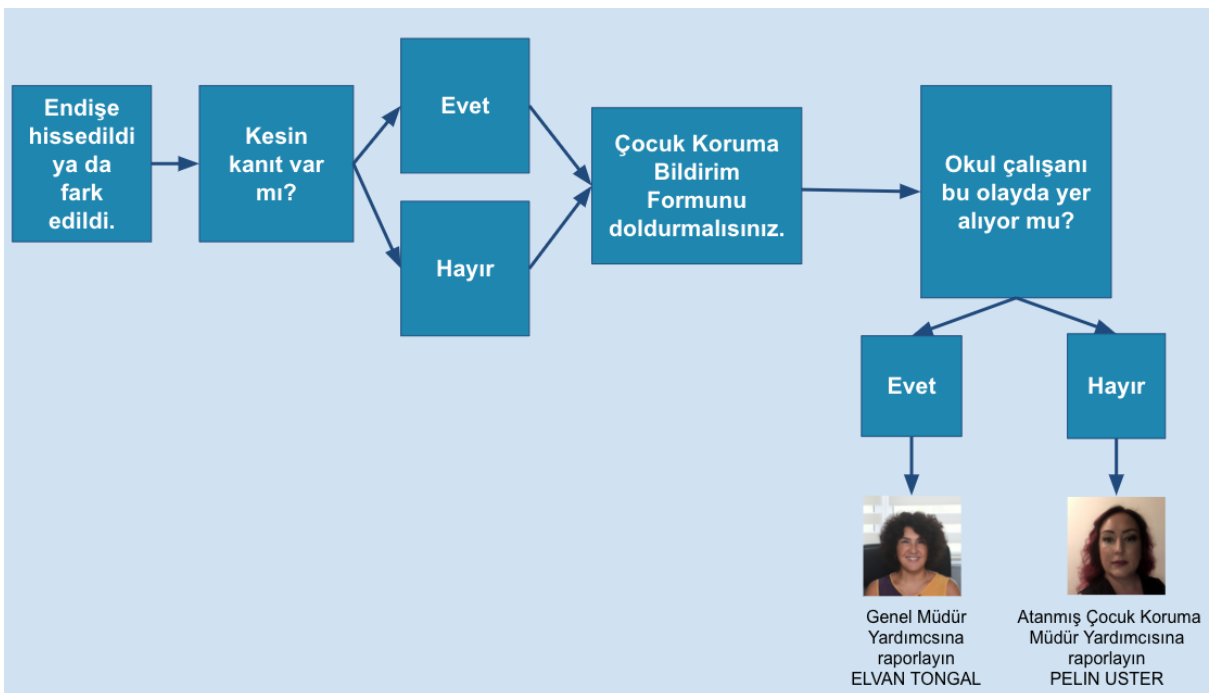 Endişe
hissedildi
ya da
fark
edildi.
Kesin
kanıt var
mı?
Evet
Hayır
Çocuk Koruma
Bildirim
Formunu
doldurmalısınız.
Okul çalışanı
bu olayda yer
alıyor mu?
Evet
Hayır
Genel Müdür
Yardımcsına
raporlayın
ELVAN TONGAL
Atanmış Çocuk Koruma
Müdür Yardımcısına
raporlayın
PELIN USTER